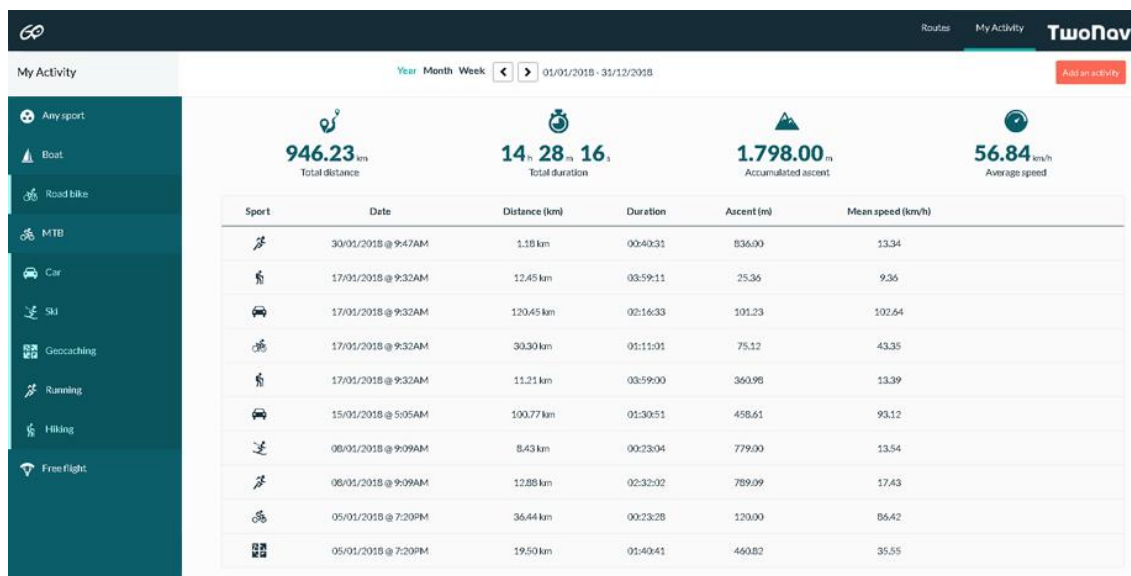 GO Routes My Activity TwoNav
My Activity Year Month Week 01/01/2018 - 31/12/2018 Add an activity
Any sport
Boat
Road bike
MTB
Car
Ski
Geocaching
Running
Hiking
Free flight
946.23 km 14 h 28 m 16 s 1.798.00 m 56.84 km/h
Total distance Total duration Accumulated ascent Average speed
Sport Date Distance (km) Duration Ascent (m) Mean speed (km/h)
30/01/2018 @ 9:47AM 1.18 km 00:40:31 836.00 13.34
17/01/2018 @ 9:32AM 12.45 km 03:59:11 25.36 9.36
17/01/2018 @ 9:32AM 120.45 km 02:16:33 101.23 102.64
17/01/2018 @ 9:32AM 30.30 km 01:11:01 75.12 43.35
17/01/2018 @ 9:32AM 11.21 km 03:59:00 360.98 13.39
15/01/2018 @ 5:05AM 100.77 km 01:30:51 458.61 93.12
08/01/2018 @ 9:09AM 8.43 km 00:23:04 779.00 13.54
08/01/2018 @ 9:09AM 12.88 km 02:32:02 789.09 17.43
05/01/2018 @ 7:20PM 36.44 km 00:23:28 120.00 86.42
05/01/2018 @ 7:20PM 19.50 km 01:40:41 460.82 35.55